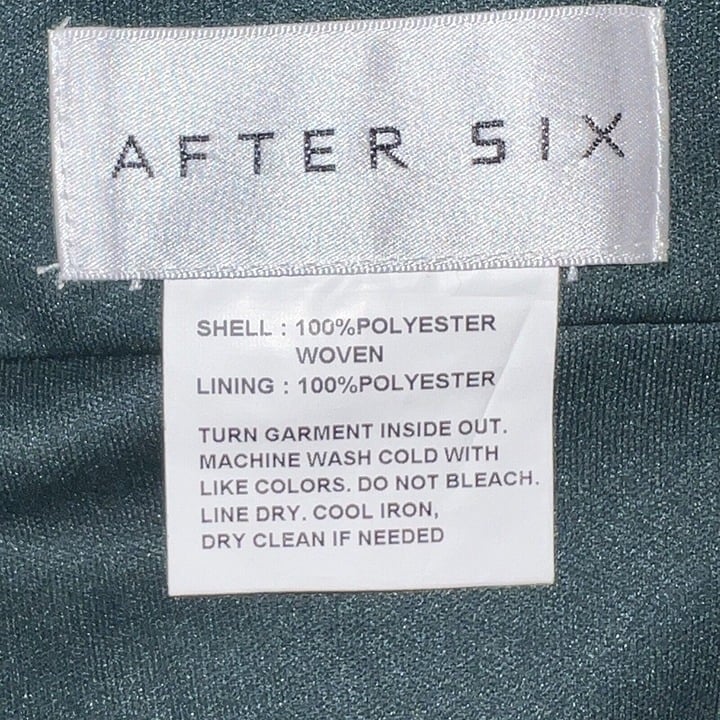 AFTER SIX
SHELL : 100%POLYESTER
WOVEN
LINING : 100%POLYESTER
TURN GARMENT INSIDE OUT.
MACHINE WASH COLD WITH
LIKE COLORS. DO NOT BLEACH.
LINE DRY. COOL IRON,
DRY CLEAN IF NEEDED